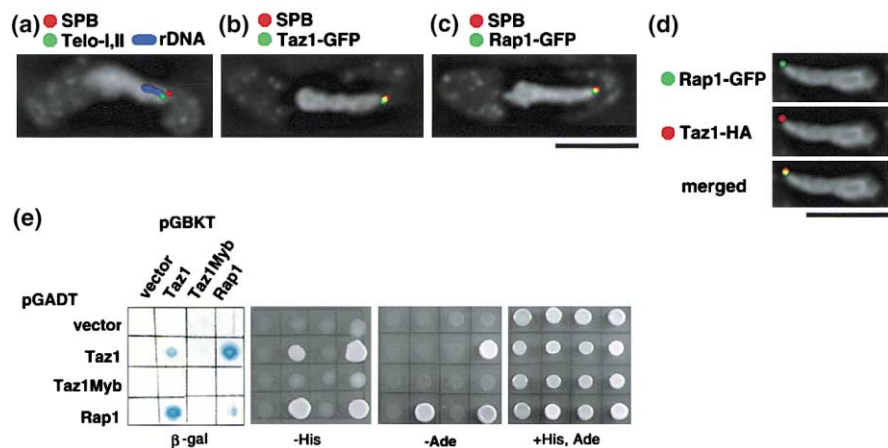 (a)
SPB
Telo-I,II rDNA
(b)
SPB
Taz1-GFP
(c)
SPB
Rap1-GFP
(d)
Rap1-GFP
Taz1-HA
merged
(e)
pGBKT
vector
Taz1
Taz1Myb
Rap1
pGADT
vector
Taz1
Taz1Myb
Rap1
β-gal
-His
-Ade
+His, Ade